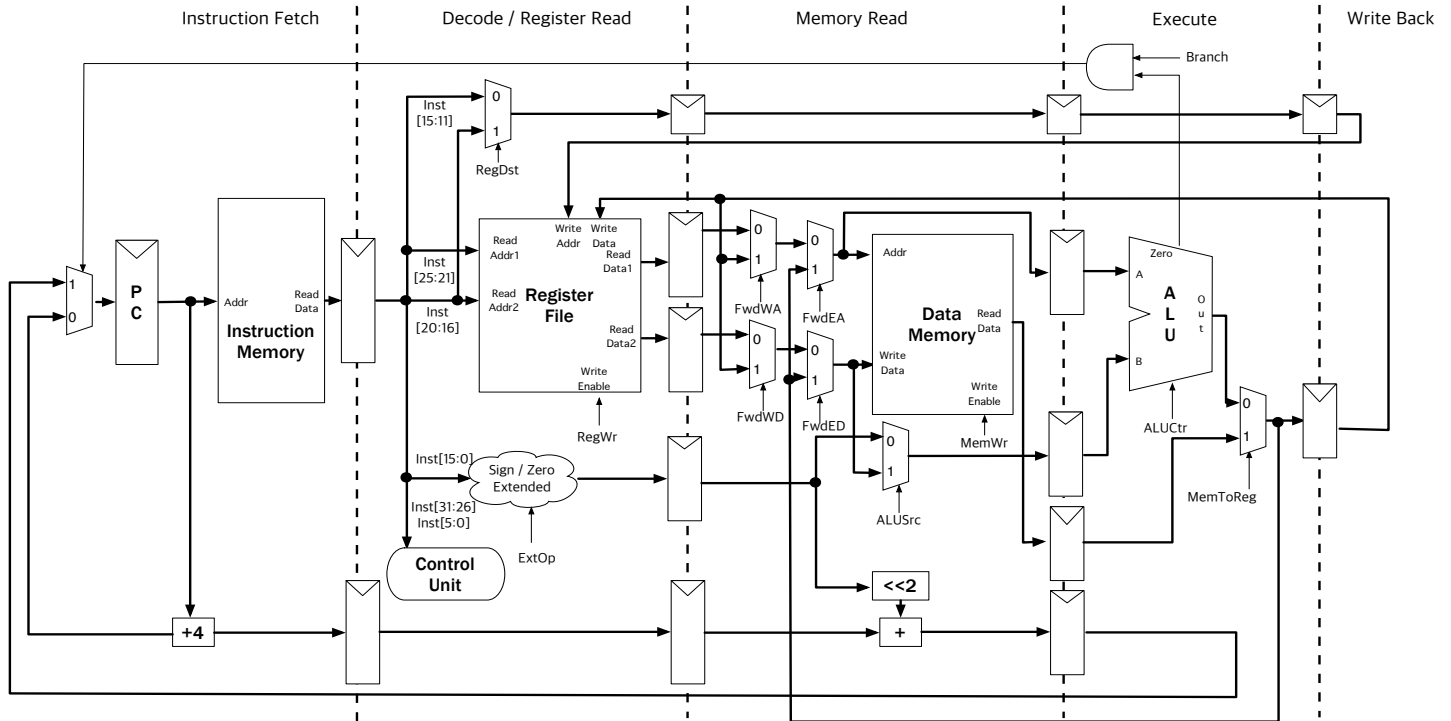 Instruction Fetch
Decode / Register Read
Memory Read
Execute
Write Back
Branch
Inst
[15:11]
0
1
RegDst
Inst
[25:21]
Inst
[20:16]
Read
Addr1
Read
Addr2
Write
Addr
Write
Data
Read
Data1
Register
File
Read
Data2
Write
Enable
RegWr
1
0
P
C
Addr
Read
Data
Instruction
Memory
0
1
FwdWA
0
1
FwdEA
0
1
FwdWD
0
1
FwdED
Addr
Data
Memory
Read
Data
Write
Data
Write
Enable
MemWr
0
1
ALUSrc
Zero
A
B
A
L
U
O
u
t
ALUCtr
0
1
MemToReg
Inst[15:0]
Sign / Zero
Extended
Inst[31:26]
Inst[5:0]
ExtOp
Control
Unit
<<2
+4
+